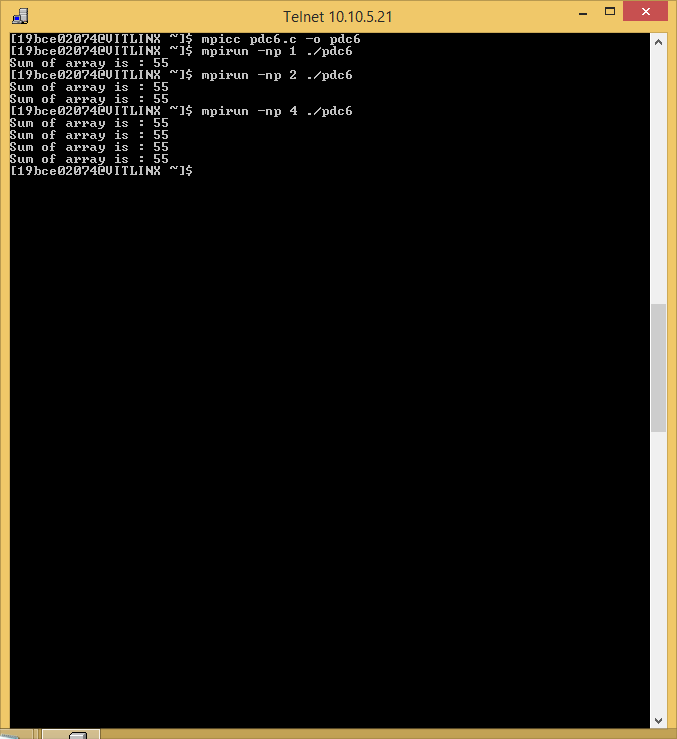 Telnet 10.10.5.21
[19bce02074@VITLINX ~]$ mpicc pdc6.c -o pdc6
[19bce02074@VITLINX ~]$ mpirun -np 1 ./pdc6
Sum of array is : 55
[19bce02074@VITLINX ~]$ mpirun -np 2 ./pdc6
Sum of array is : 55
Sum of array is : 55
[19bce02074@VITLINX ~]$ mpirun -np 4 ./pdc6
Sum of array is : 55
Sum of array is : 55
Sum of array is : 55
Sum of array is : 55
[19bce02074@VITLINX ~]$